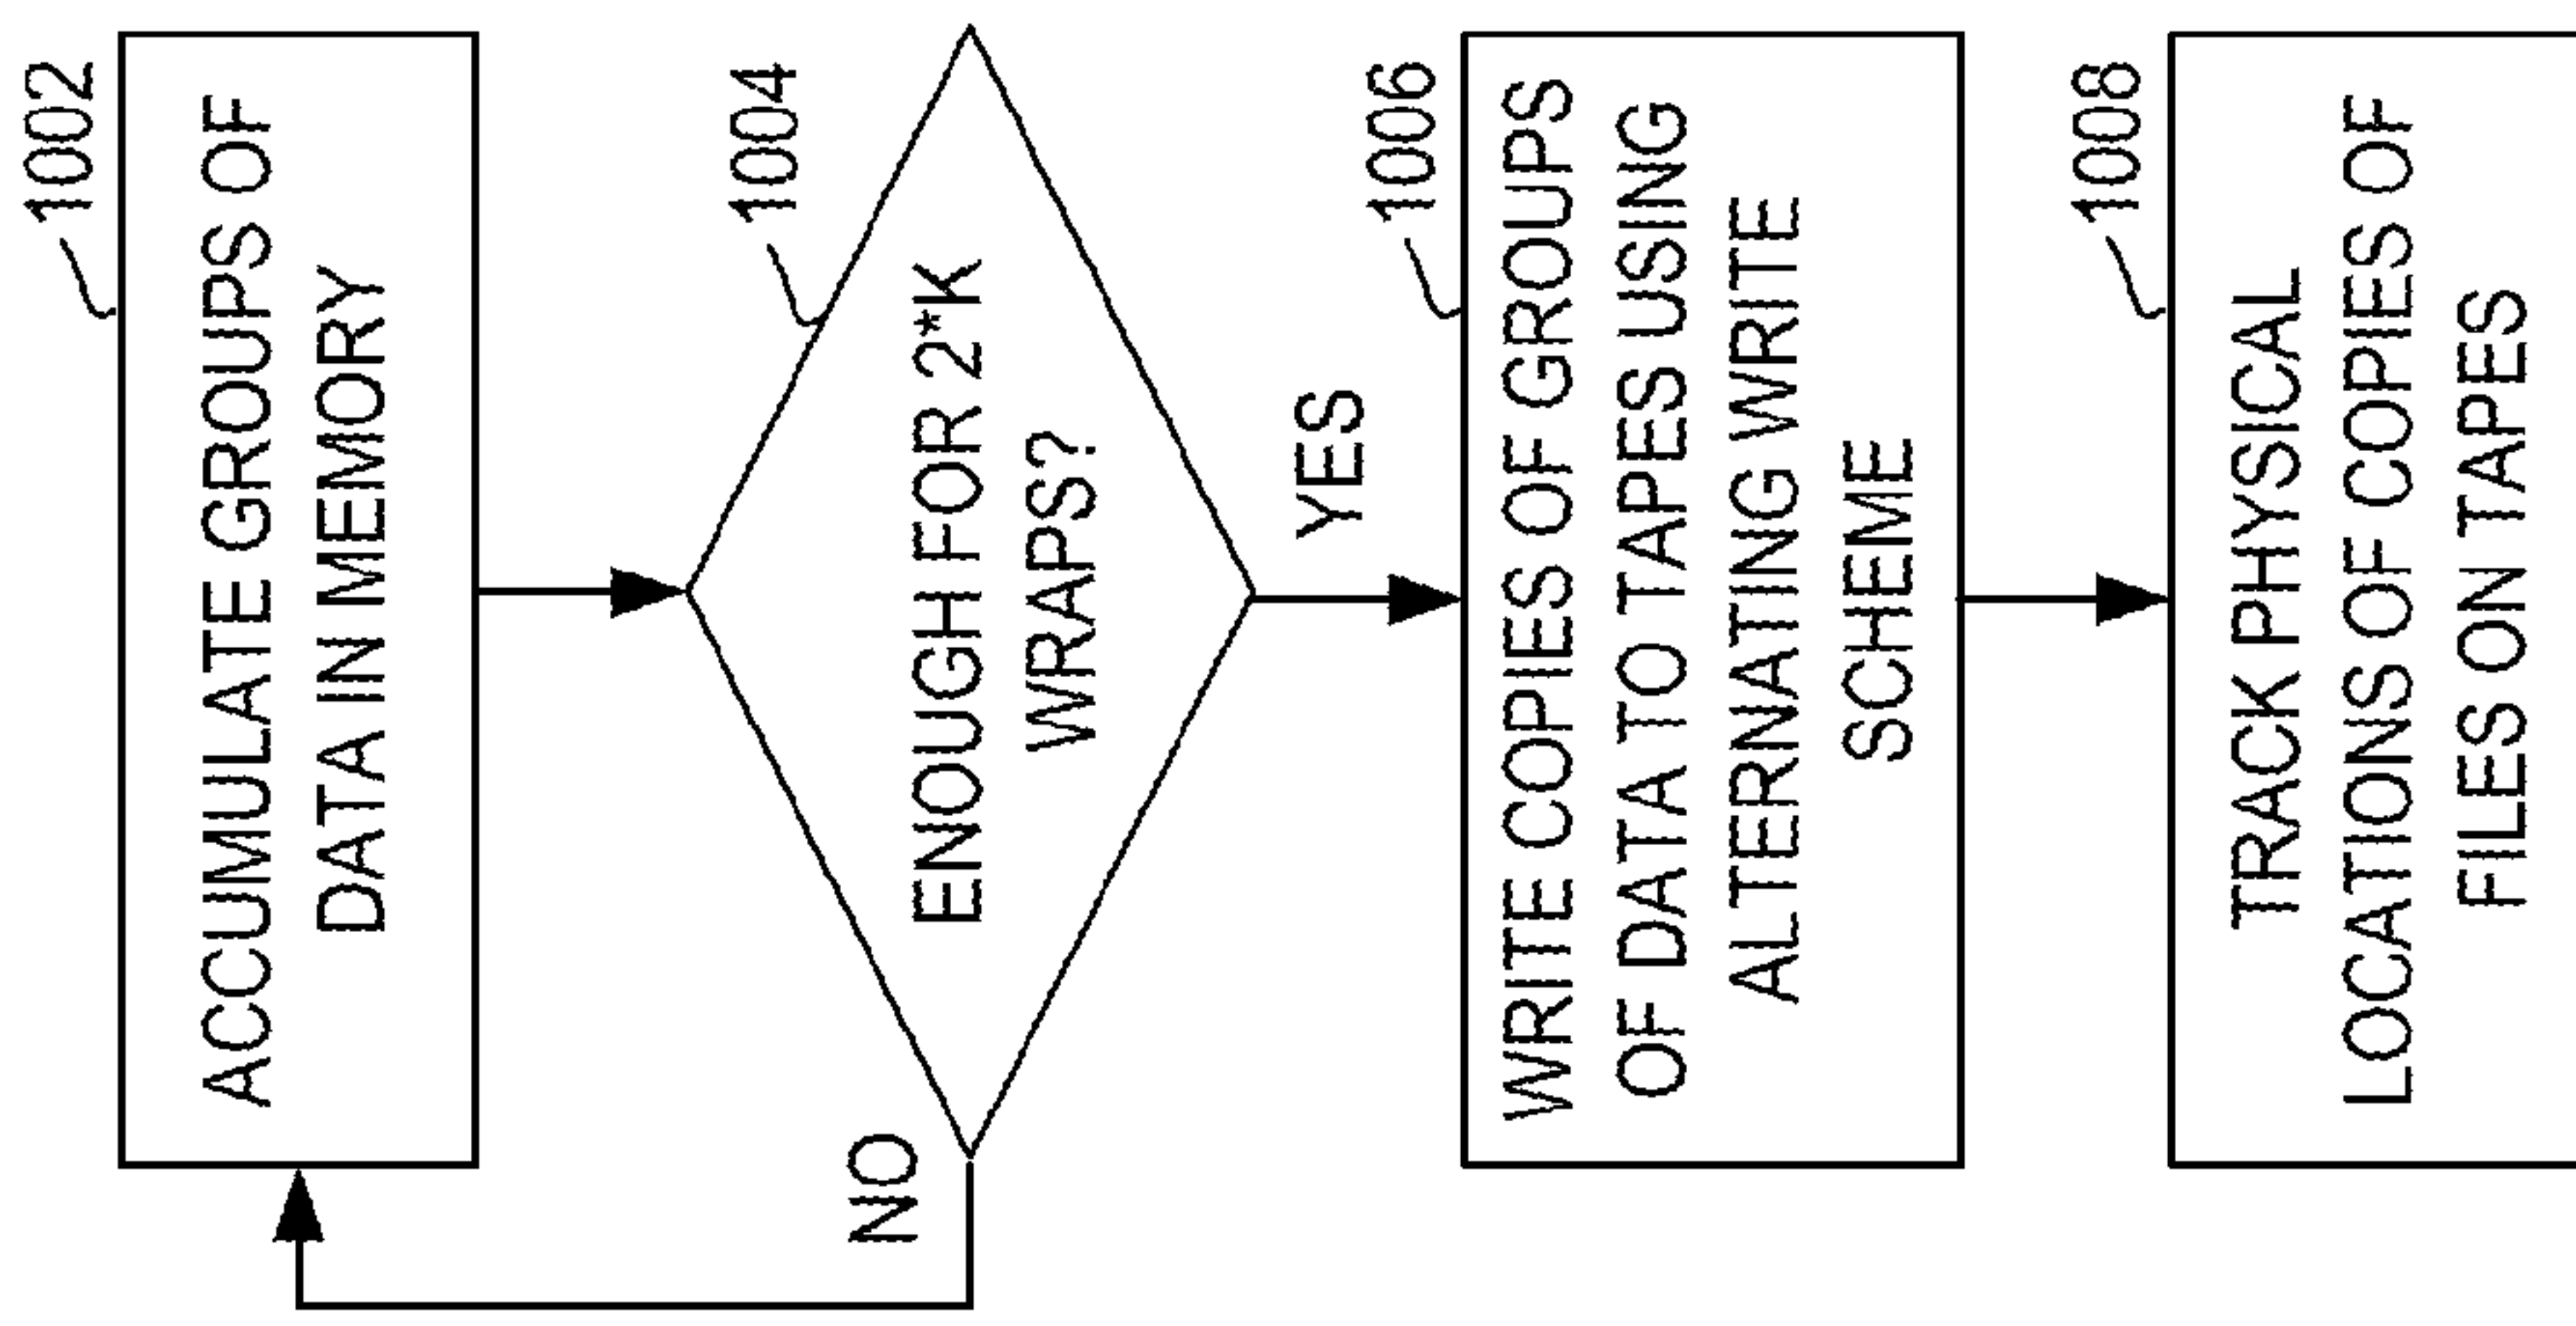 1002
ACCUMULATE GROUPS OF
DATA IN MEMORY
1004
ENOUGH FOR 2*K
WRAPS?
NO
YES
1006
WRITE COPIES OF GROUPS
OF DATA TO TAPES USING
ALTERNATING WRITE
SCHEME
1008
TRACK PHYSICAL
LOCATIONS OF COPIES OF
FILES ON TAPES